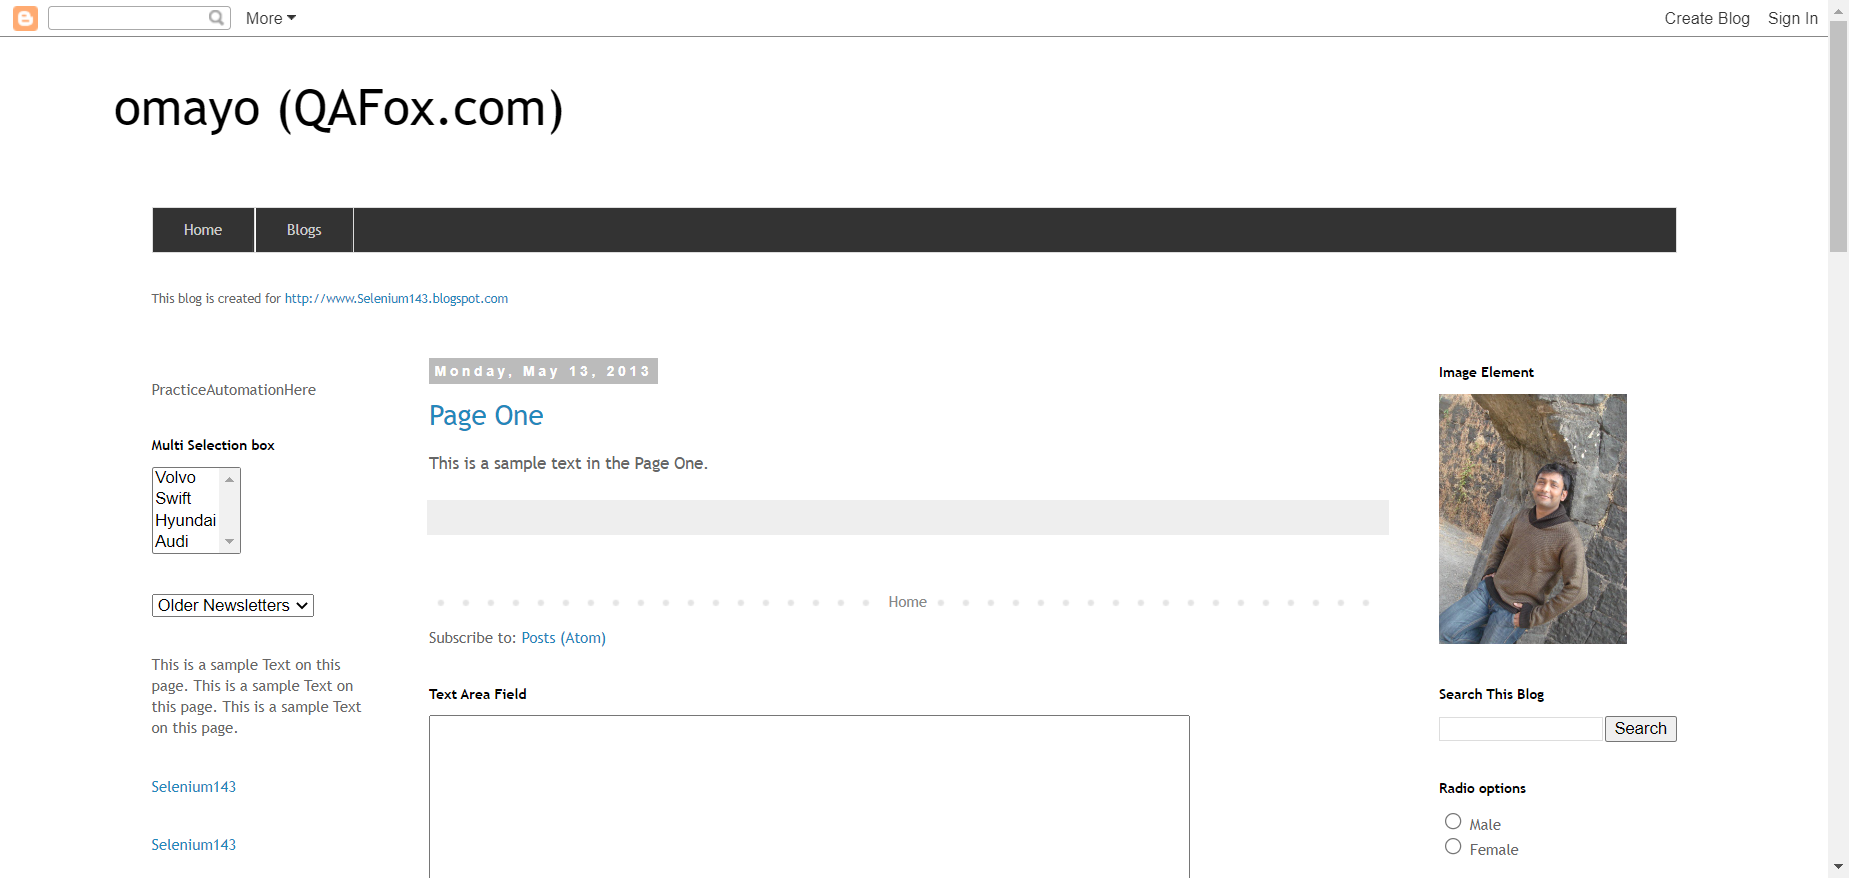 More
Create Blog
Sign In
omayo (QAFox.com)
Home
Blogs
This blog is created for http://www.Selenium143.blogspot.com
PracticeAutomationHere
Multi Selection box
Volvo
Swift
Hyundai
Audi
Older Newsletters
This is a sample Text on this
page. This is a sample Text on
this page. This is a sample Text
on this page.
Selenium143
Selenium143
Monday, May 13, 2013
Page One
This is a sample text in the Page One.
Home
Subscribe to: Posts (Atom)
Text Area Field
Image Element
Search This Blog
Search
Radio options
Male
Female